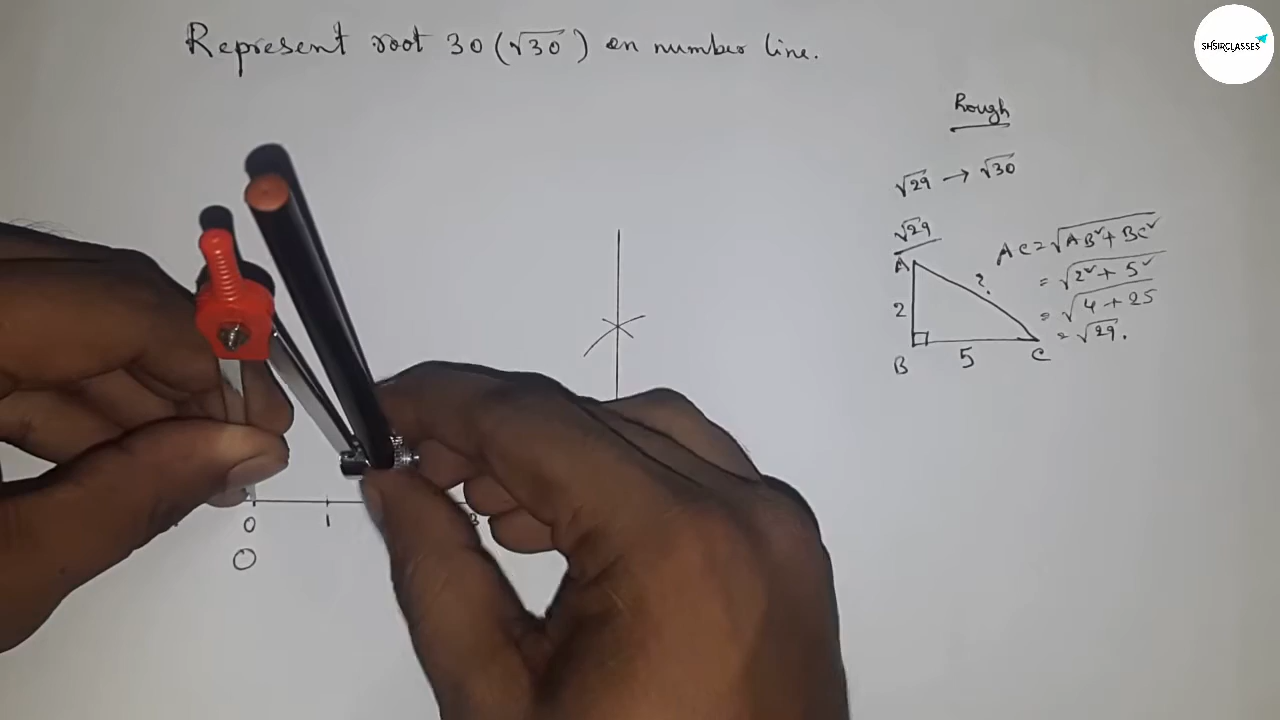 Represent root 30 (√30) on number line.
SHSIRCLASSES
Rough
√29 → √30
√29
A
AC = √AB²+BC²
?
= √2²+5²
2
= √4+25
= √29.
B
5
C
0
1
3
O